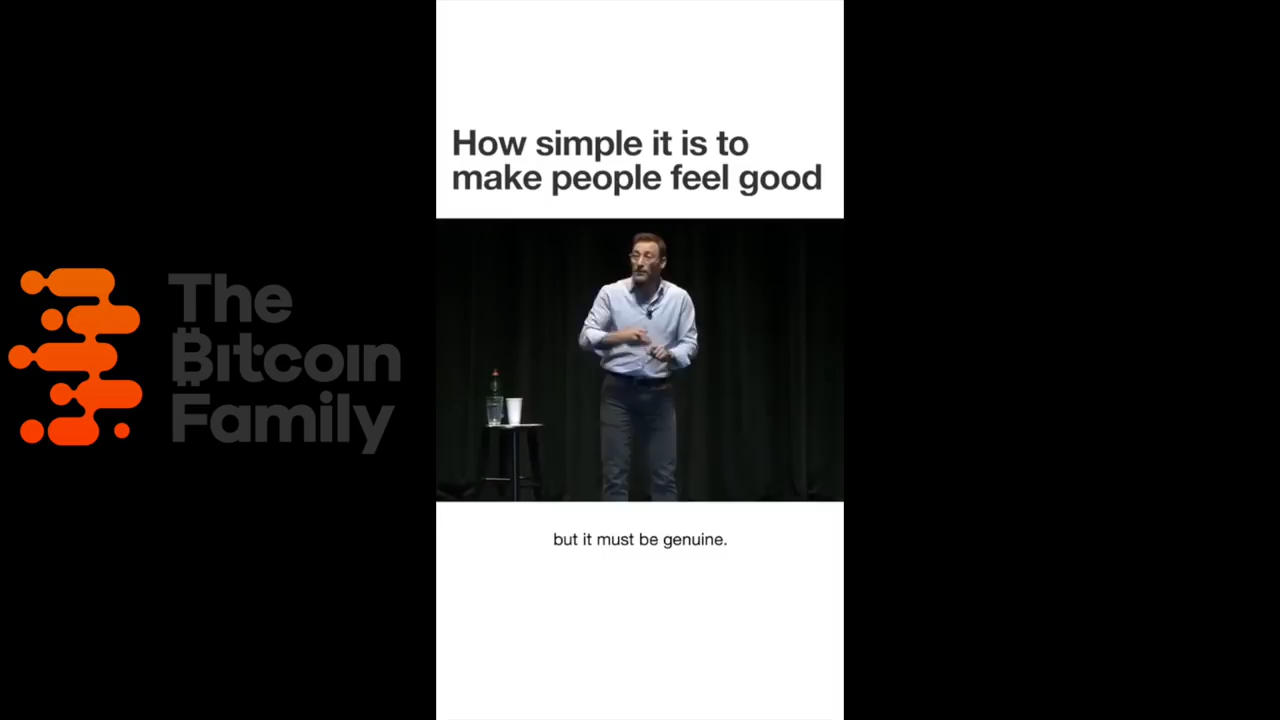 The
Bitcoin
Family
How simple it is to
make people feel good
but it must be genuine.